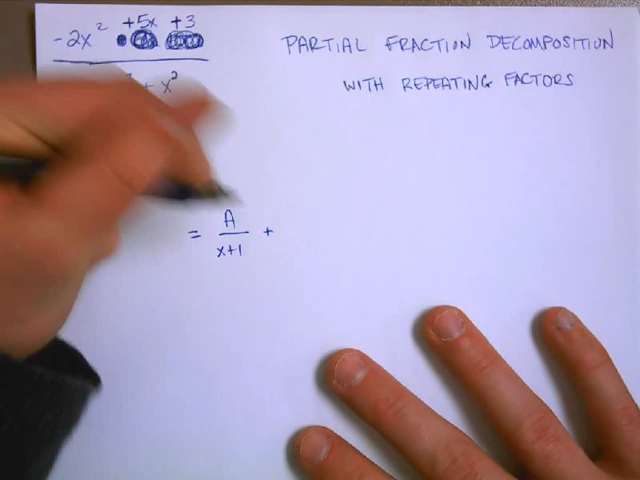 +5x +3
-2x²
PARTIAL FRACTION DECOMPOSITION
WITH REPEATING FACTORS
+ x²
= A/(x+1) +